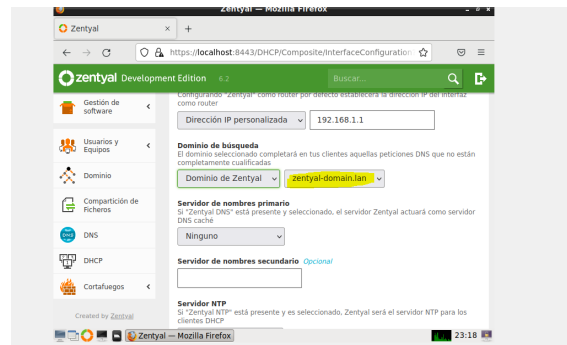 Zentyal — Mozilla Firefox
Zentyal × +
https://localhost:8443/DHCP/Composite/InterfaceConfiguration
zentyal Development Edition 6.2 Buscar...
Gestión de software
Configurando "Zentyal" como router por defecto establecerá la dirección IP del interfaz
como router
Dirección IP personalizada 192.168.1.1
Usuarios y Equipos
Dominio de búsqueda
El dominio seleccionado completará en tus clientes aquellas peticiones DNS que no están
completamente cualificadas
Dominio
Dominio de Zentyal zentyal-domain.lan
Compartición de Ficheros
Servidor de nombres primario
Si "Zentyal DNS" está presente y seleccionado, el servidor Zentyal actuará como servidor
DNS caché
DNS
Ninguno
DHCP
Servidor de nombres secundario Opcional
Cortafuegos
Servidor NTP
Si "Zentyal NTP" está presente y es seleccionado, Zentyal será el servidor NTP para los
clientes DHCP
Created by Zentyal
Zentyal — Mozilla Firefox 23:18